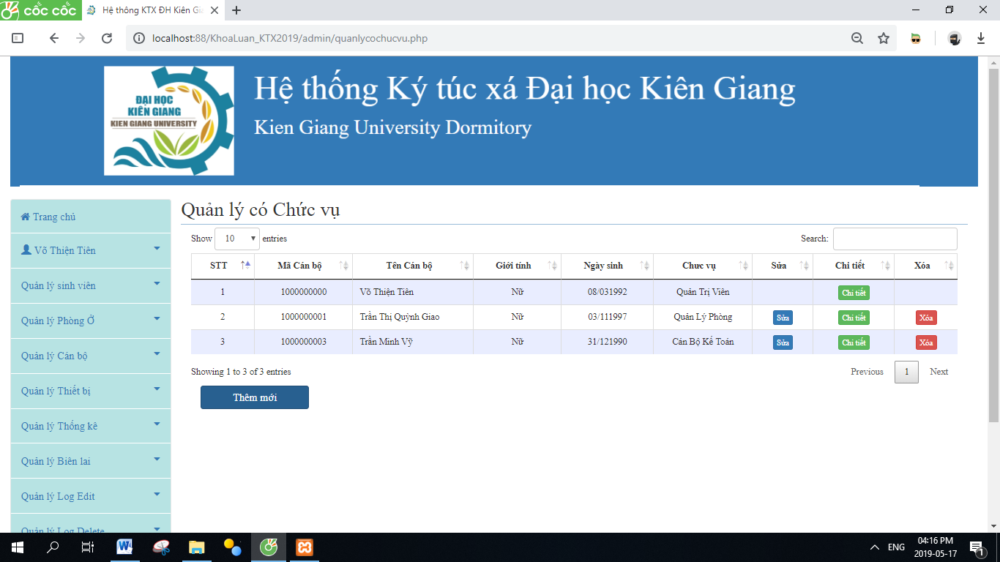 cốc cốc
Hệ thống KTX ĐH Kiên Gi
localhost:88/KhoaLuan_KTX2019/admin/quanlycochucvu.php
ĐẠI HỌC
KIÊN GIANG
KIEN GIANG UNIVERSITY
Hệ thống Ký túc xá Đại học Kiên Giang
Kien Giang University Dormitory
Trang chủ
Võ Thiện Tiên
Quản lý sinh viên
Quản lý Phòng Ở
Quản lý Cán bộ
Quản lý Thiết bị
Quản lý Thống kê
Quản lý Biên lai
Quản lý Log Edit
Quản lý Log Delete
Quản lý có Chức vụ
Show 10 entries Search:
STT Mã Cán bộ Tên Cán bộ Giới tính Ngày sinh Chưc vụ Sửa Chi tiết Xóa
1 1000000000 Võ Thiện Tiên Nữ 08/031992 Quản Trị Viên Chi tiết
2 1000000001 Trần Thị Quỳnh Giao Nữ 03/111997 Quản Lý Phòng Sửa Chi tiết Xóa
3 1000000003 Trần Minh Vỹ Nữ 31/121990 Cán Bộ Kế Toán Sửa Chi tiết Xóa
Showing 1 to 3 of 3 entries Previous 1 Next
Thêm mới
ENG
04:16 PM
2019-05-17
1